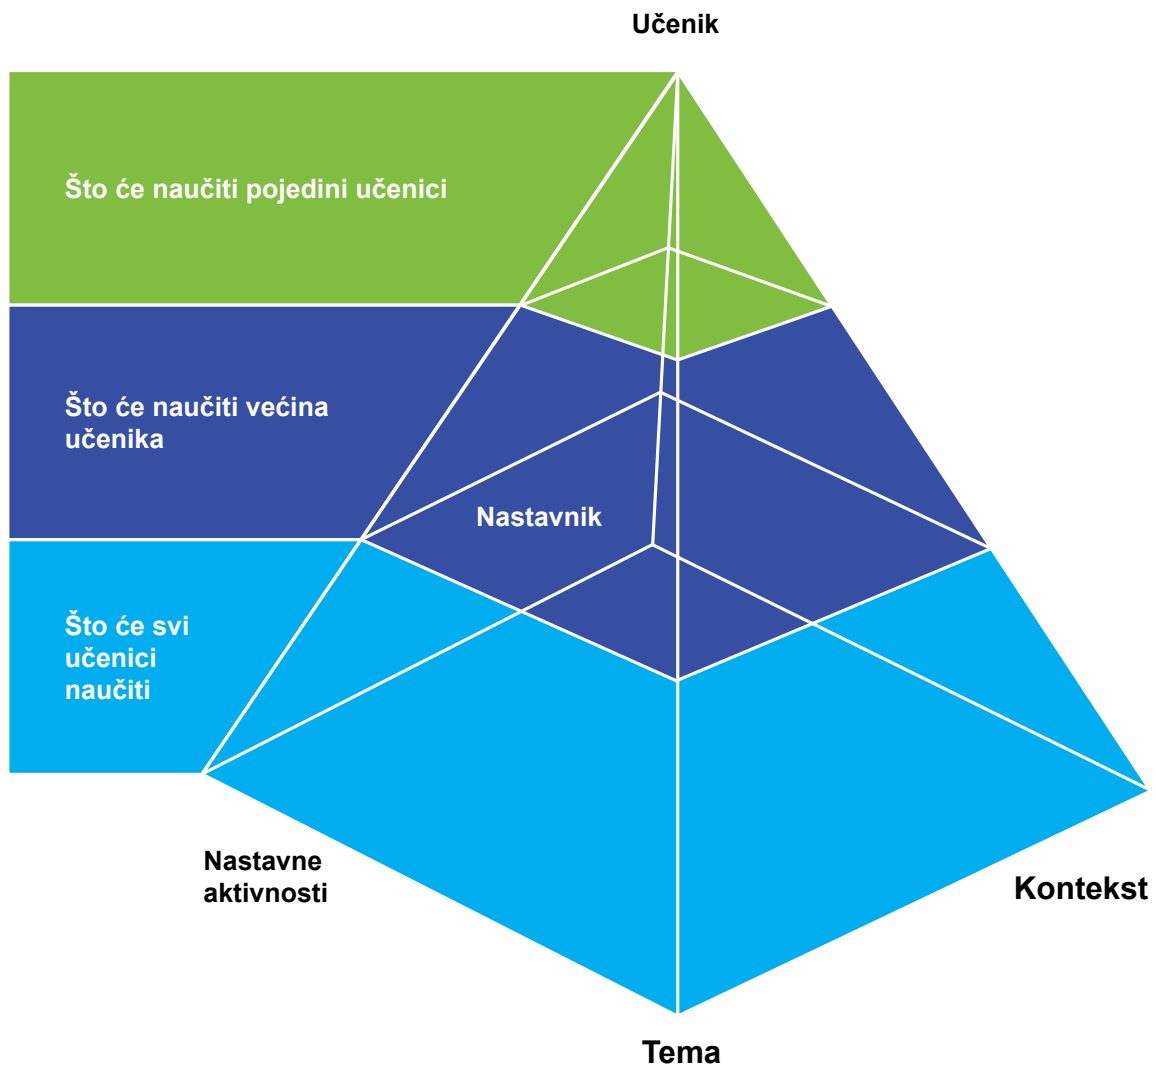 Učenik
Što će naučiti pojedini učenici
Što će naučiti većina
učenika
Nastavnik
Što će svi
učenici
naučiti
Nastavne
aktivnosti
Kontekst
Tema